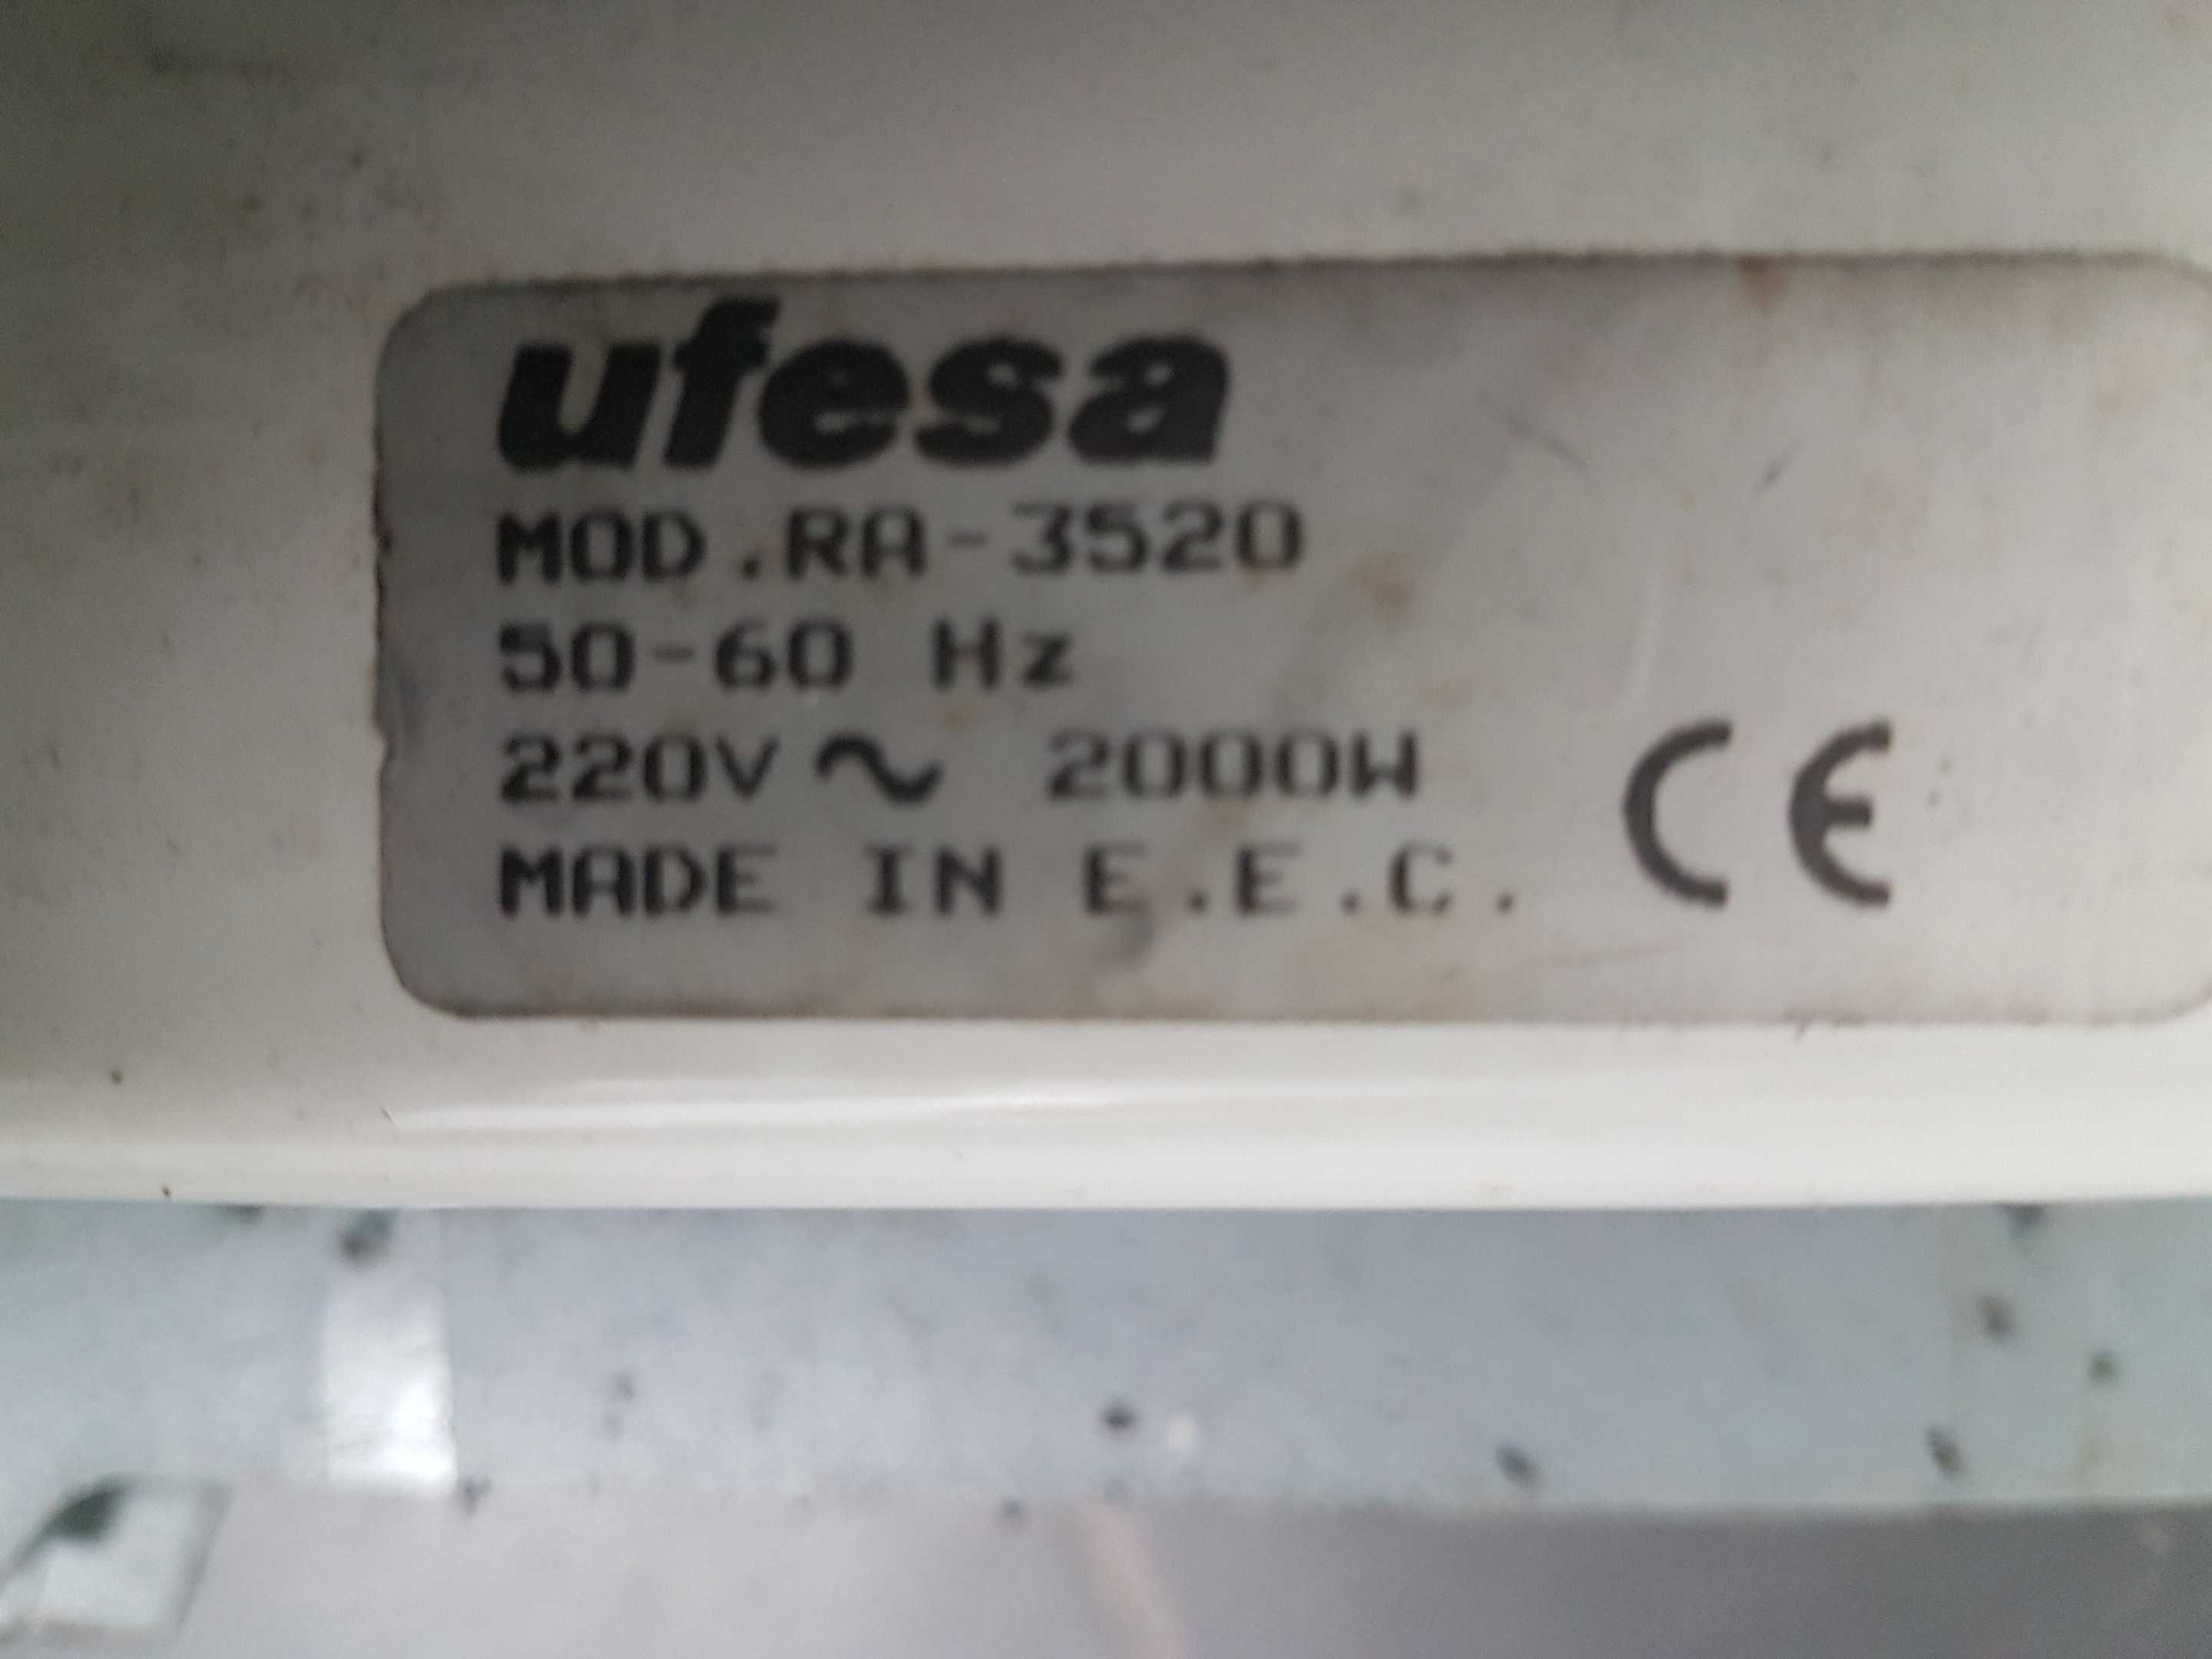 ufesa
MOD.RA-3520
50-60 Hz
220V~ 2000W
MADE IN E.E.C. CE